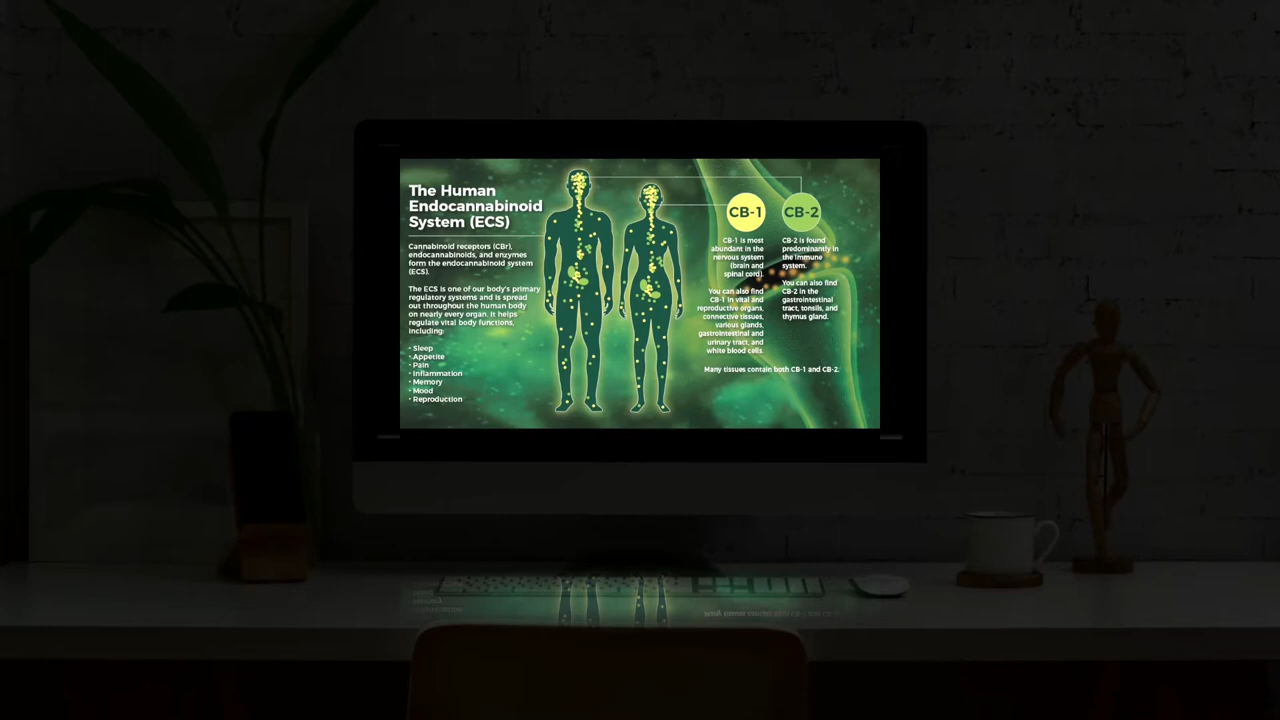 The Human
Endocannabinoid
System (ECS)
Cannabinoid receptors (CBr),
endocannabinoids, and enzymes
form the endocannabinoid system
(ECS).
The ECS is one of our body's primary
regulatory systems and is spread
out throughout the human body
on nearly every organ. It helps
regulate vital body functions,
including:
• Sleep
• Appetite
• Pain
• Inflammation
• Memory
• Mood
• Reproduction
CB-1
CB-1 is most
abundant in the
nervous system
(brain and
spinal cord).
You can also find
CB-1 in vital and
reproductive organs,
connective tissues,
various glands,
gastrointestinal and
urinary tract, and
white blood cells.
CB-2
CB-2 is found
predominantly in
the immune
system.
You can also find
CB-2 in the
gastrointestinal
tract, tonsils, and
thymus gland.
Many tissues contain both CB-1 and CB-2.